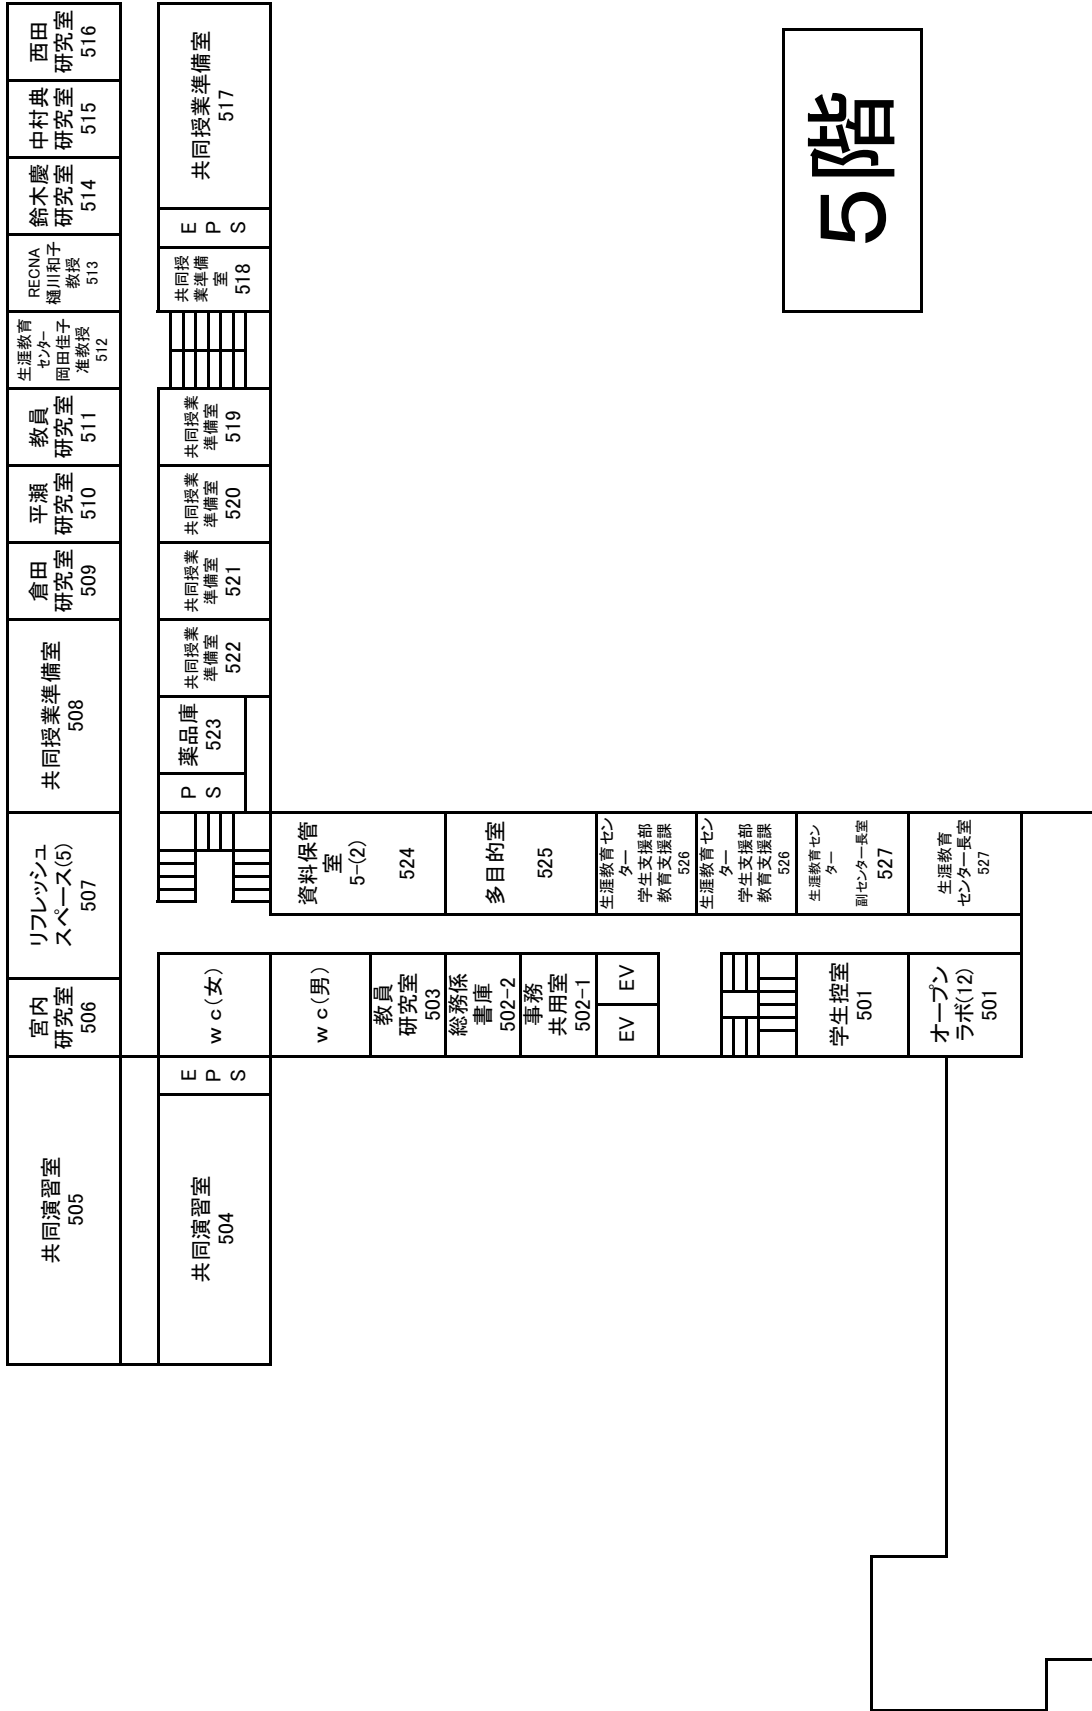 5階
西田
研究室
516
中村典
研究室
515
鈴木慶
研究室
514
RECNA
樋川和子
教授
513
生涯教育
センター
岡田佳子
准教授
512
教員
研究室
511
平瀬
研究室
510
倉田
研究室
509
共同授業準備室
508
リフレッシュ
スペース(5)
507
宮内
研究室
506
共同演習室
505
共同授業準備室
517
E
P
S
共同授
業準備
室
518
共同授業
準備室
519
共同授業
準備室
520
共同授業
準備室
521
共同授業
準備室
522
薬品庫
523
P
S
wc(女)
E
P
S
共同演習室
504
資料保管
室
5-(2)
524
多目的室
525
生涯教育セン
ター
学生支援部
教育支援課
526
生涯教育セン
ター
学生支援部
教育支援課
526
生涯教育セン
ター
副センター長室
527
生涯教育
センター長室
527
wc(男)
教員
研究室
503
総務係
書庫
502-2
事務
共用室
502-1
EV
EV
学生控室
501
オープン
ラボ(12)
501